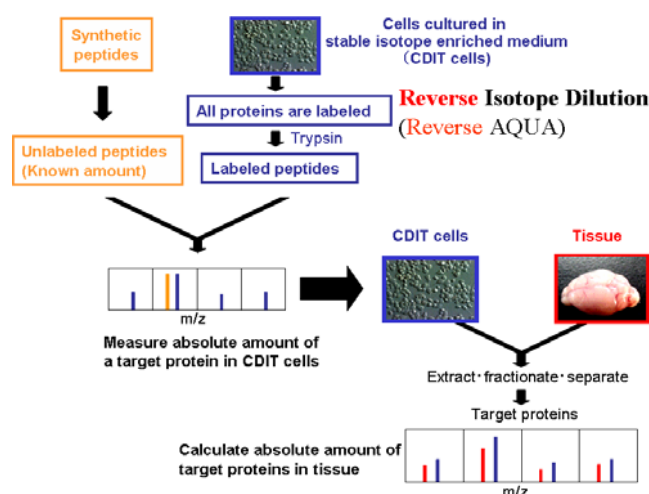 Synthetic
peptides
Cells cultured in
stable isotope enriched medium
(CDIT cells)
All proteins are labeled
Reverse Isotope Dilution
(Reverse AQUA)
Trypsin
Unlabeled peptides
(Known amount)
Labeled peptides
CDIT cells
Tissue
m/z
Measure absolute amount of
a target protein in CDIT cells
Extract・fractionate・separate
Target proteins
Calculate absolute amount of
target proteins in tissue
m/z